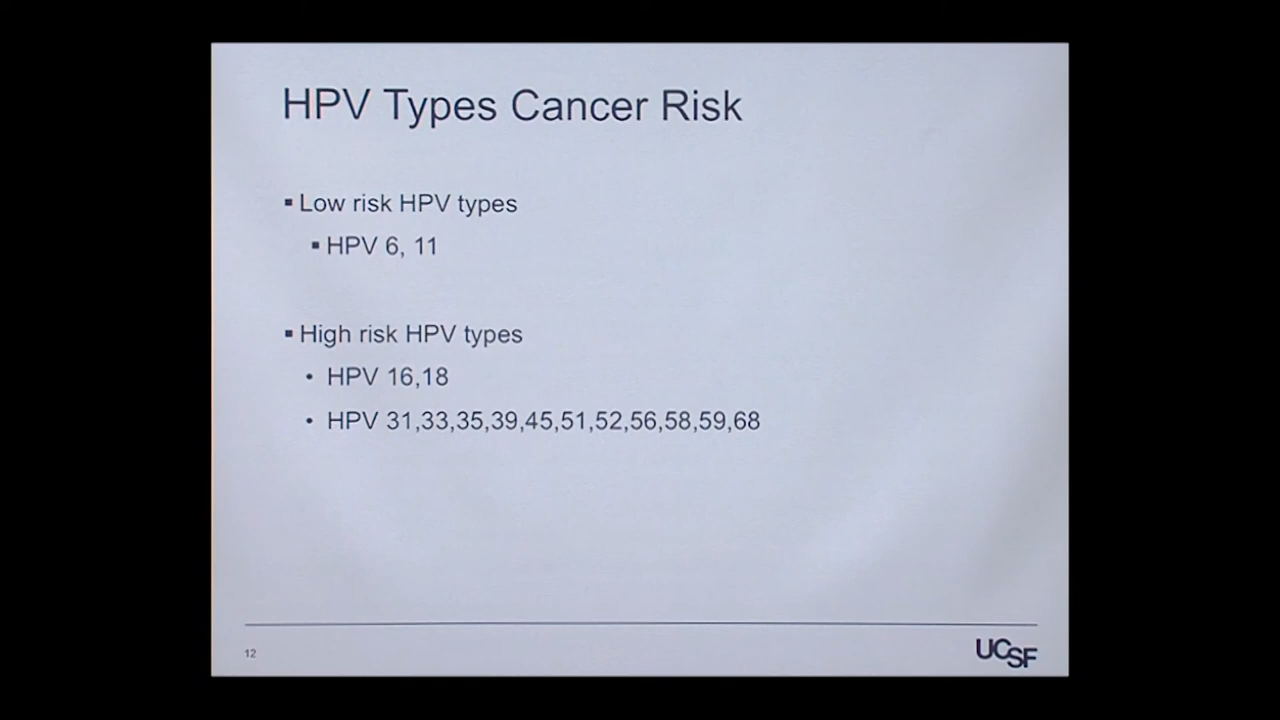 HPV Types Cancer Risk
▪ Low risk HPV types
▪ HPV 6, 11
▪ High risk HPV types
• HPV 16,18
• HPV 31,33,35,39,45,51,52,56,58,59,68
12
UCSF